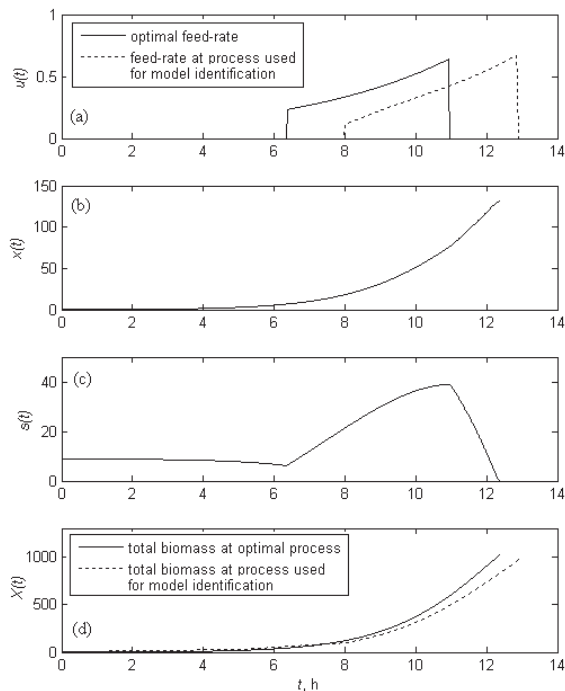 1
0.5
0
u(t)
optimal feed-rate
feed-rate at process used
for model identification
(a)
0 2 4 6 8 10 12 14
150
100
50
0
x(t)
(b)
0 2 4 6 8 10 12 14
40
20
0
s(t)
(c)
0 2 4 6 8 10 12 14
1000
500
0
X(t)
total biomass at optimal process
total biomass at process used
for model identification
(d)
0 2 4 6 8 10 12 14
t, h